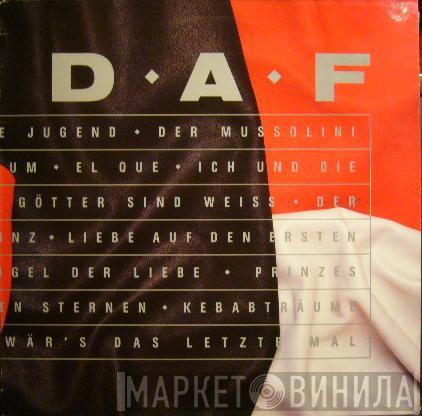 D·A·F
E JUGEND · DER MUSSOLINI
UM · EL QUE · ICH UND DIE
GÖTTER SIND WEISS · DER
NZ · LIEBE AUF DEN ERSTEN
GEL DER LIEBE · PRINZES
EN STERNEN · KEBABTRÄUME
WÄR'S DAS LETZTE MAL
МАРКЕТ ВИНИЛА